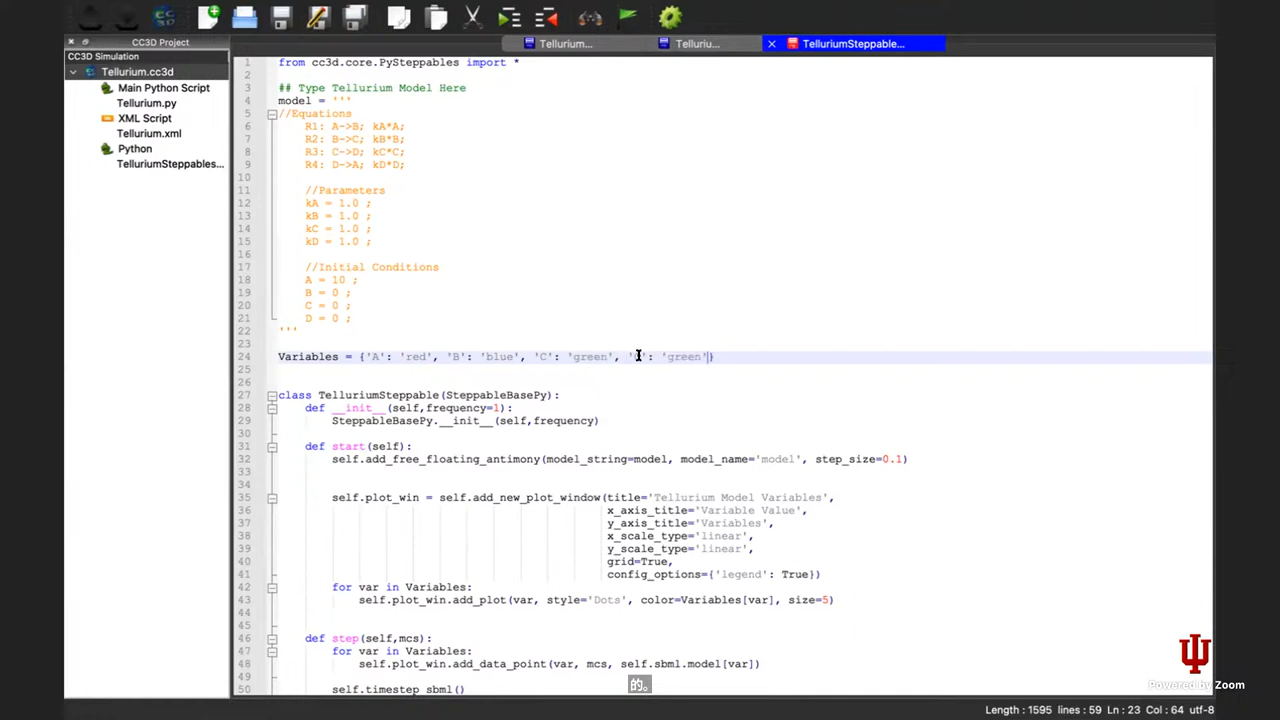 CC3D Project
Tellurium...
Telluriu...
TelluriumSteppable...
CC3D Simulation
Tellurium.cc3d
Main Python Script
Tellurium.py
XML Script
Tellurium.xml
Python
TelluriumSteppables...
1 from cc3d.core.PySteppables import *
2
3 ## Type Tellurium Model Here
4 model = '''
5 //Equations
6 R1: A->B; kA*A;
7 R2: B->C; kB*B;
8 R3: C->D; kC*C;
9 R4: D->A; kD*D;
10
11 //Parameters
12 kA = 1.0 ;
13 kB = 1.0 ;
14 kC = 1.0 ;
15 kD = 1.0 ;
16
17 //Initial Conditions
18 A = 10 ;
19 B = 0 ;
20 C = 0 ;
21 D = 0 ;
22 '''
23
24 Variables = {'A': 'red', 'B': 'blue', 'C': 'green', : 'green'}
25
26
27 class TelluriumSteppable (SteppableBasePy):
28 def __init__ (self,frequency=1):
29 SteppableBasePy.__init__(self,frequency)
30
31 def start(self):
32 self.add_free_floating_antimony(model_string=model, model_name='model', step_size=0.1)
33
34
35 self.plot_win = self.add_new_plot_window(title='Tellurium Model Variables',
36 x_axis_title='Variable Value',
37 y_axis_title='Variables',
38 x_scale_type='linear',
39 y_scale_type='linear',
40 grid=True,
41 config_options={'legend': True})
42 for var in Variables:
43 self.plot_win.add_plot(var, style='Dots', color=Variables[var], size=5)
44
45
46 def step(self,mcs):
47 for var in Variables:
48 self.plot_win.add_data_point(var, mcs, self.sbml.model[var])
49
50 self.timestep_sbml()
的。
Powered by Zoom
Length : 1595 lines : 59 Ln : 23 Col : 64 utf-8